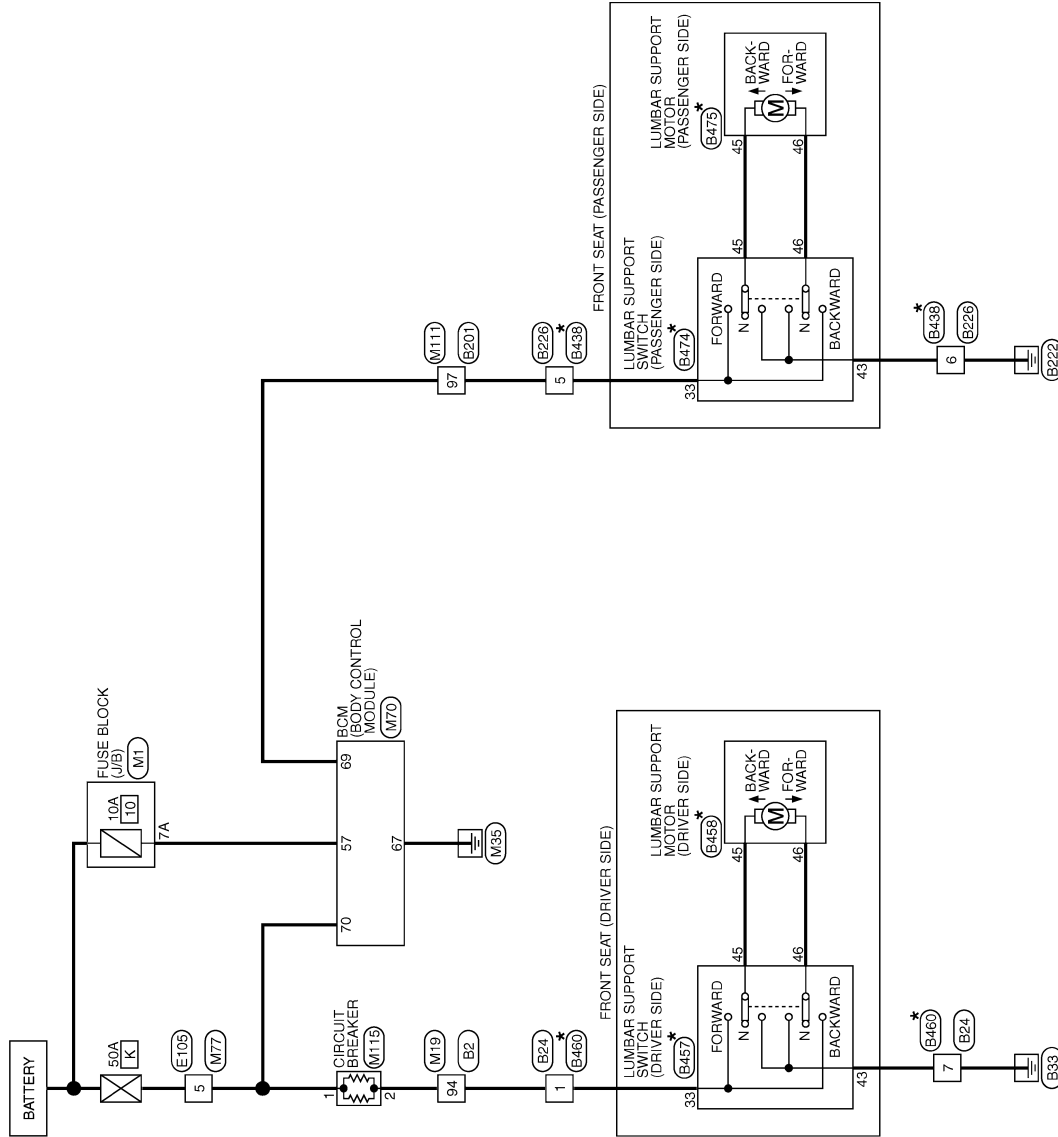 BATTERY
50A
K
E105
5
M77
FUSE BLOCK
(J/B)
M1
10A
10
7A
70
57
69
67
BCM
(BODY CONTROL
MODULE)
M70
M35
1
CIRCUIT
BREAKER
M115
2
M19
94
B2
B24
1
*
B460
M111
97
B201
B226
5
*
B438
FRONT SEAT (DRIVER SIDE)
LUMBAR SUPPORT
SWITCH
(DRIVER SIDE)
*
B457
33
FORWARD
N
N
BACKWARD
43
45
46
LUMBAR SUPPORT
MOTOR
(DRIVER SIDE)
*
B458
45
46
M
BACK-
WARD
FOR-
WARD
*
B460
7
B24
B33
FRONT SEAT (PASSENGER SIDE)
LUMBAR SUPPORT
SWITCH
(PASSENGER SIDE)
*
B474
33
FORWARD
N
N
BACKWARD
43
45
46
LUMBAR SUPPORT
MOTOR
(PASSENGER SIDE)
*
B475
45
46
M
BACK-
WARD
FOR-
WARD
*
B438
6
B226
B222